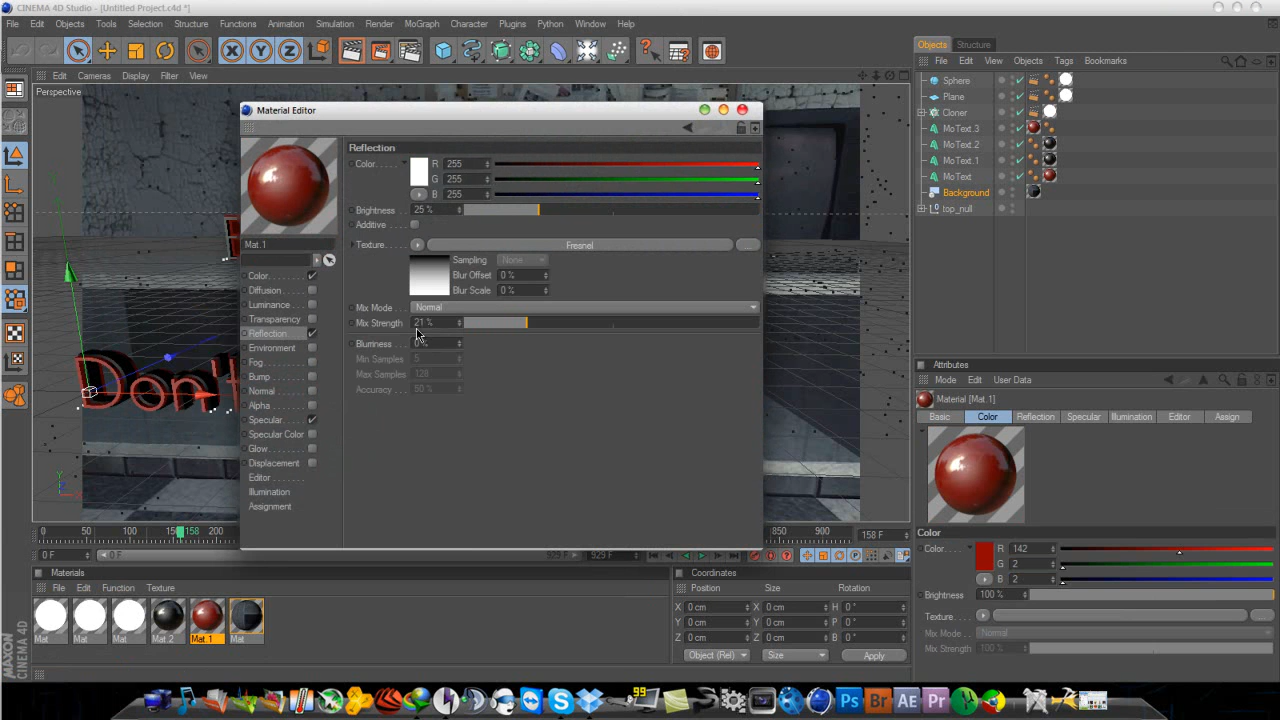 CINEMA 4D Studio - [Untitled Project.c4d *]
File Edit Objects Tools Selection Structure Functions Animation Simulation Render MoGraph Character Plugins Python Window Help
Objects Structure
File Edit View Objects Tags Bookmarks
Edit Cameras Display Filter View
Perspective
Sphere
Plane
Cloner
MoText.3
MoText.2
MoText.1
MoText
Background
top_null
Material Editor
Reflection
Color R 255
G 255
B 255
Brightness 25 %
Additive
Texture Fresnel
Sampling None
Blur Offset 0 %
Blur Scale 0 %
Mix Mode Normal
Mix Strength 21 %
Blurriness 0 %
Min Samples 5
Max Samples 128
Accuracy 50 %
Mat.1
Color
Diffusion
Luminance
Transparency
Reflection
Environment
Fog
Bump
Normal
Alpha
Specular
Specular Color
Glow
Displacement
Editor
Illumination
Assignment
Don't
X Y Z
Y
X
0 50 100 158 200 850 900 158 F
0 F 0 F 929 F 929 F
Attributes
Mode Edit User Data
Material [Mat.1]
Basic Color Reflection Specular Illumination Editor Assign
Color
Color R 142
G 2
B 2
Brightness 100 %
Texture
Mix Mode Normal
Mix Strength 100 %
Materials
File Edit Function Texture
Mat Mat Mat Mat.2 Mat.1 Mat
Coordinates
Position Size Rotation
X 0 cm X 0 cm H 0 °
Y 0 cm Y 0 cm P 0 °
Z 0 cm Z 0 cm B 0 °
Object (Rel) Size Apply
MAXON
CINEMA 4D
99
Ps Br AE Pr